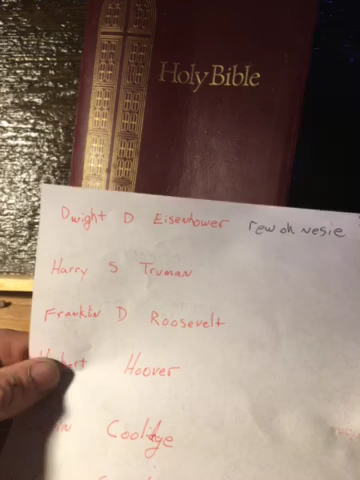 Holy Bible
Dwight D Eisenhower rewoh nesie
Harry S Truman
Franklin D Roosevelt
Hoover
Coolidge